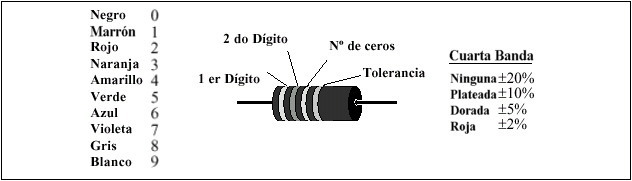 Negro 0
Marrón 1
Rojo 2
Naranja 3
Amarillo 4
Verde 5
Azul 6
Violeta 7
Gris 8
Blanco 9
2 do Dígito
Nº de ceros
1 er Dígito
Tolerancia
Cuarta Banda
Ninguna ±20%
Plateada ±10%
Dorada ±5%
Roja ±2%